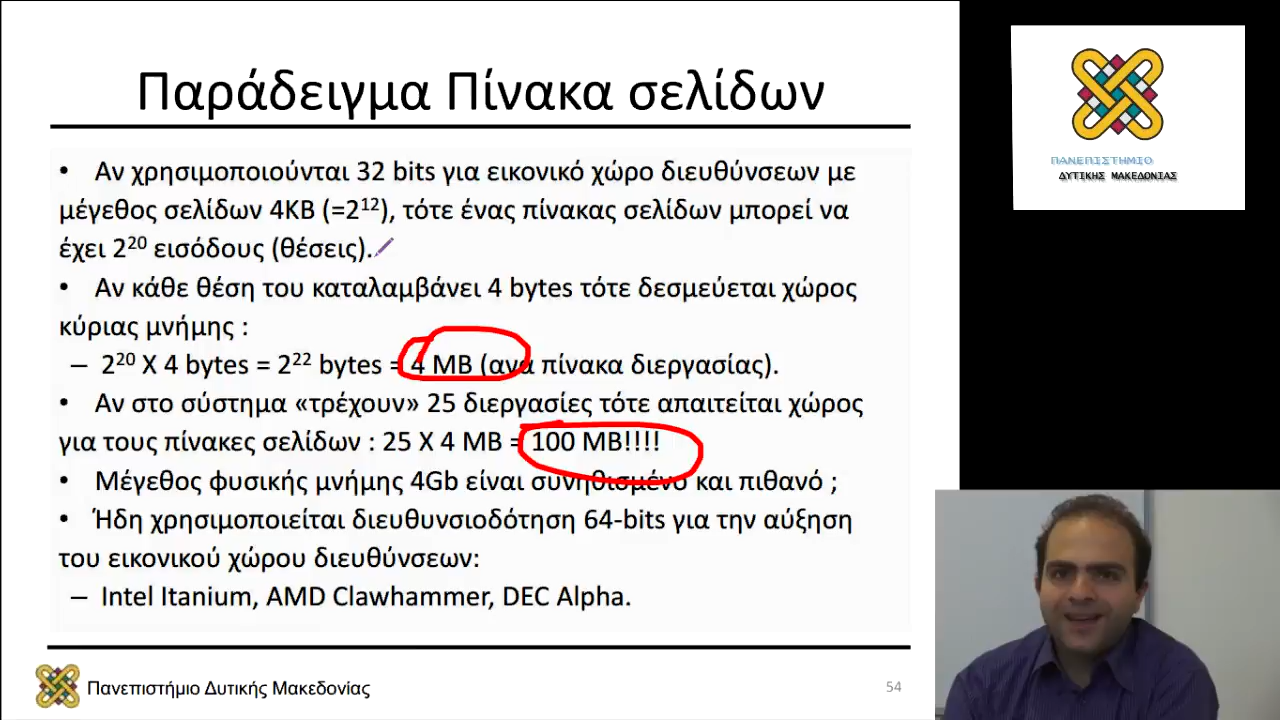 Παράδειγμα Πίνακα σελίδων
• Αν χρησιμοποιούνται 32 bits για εικονικό χώρο διευθύνσεων με
μέγεθος σελίδων 4KB (=2¹²), τότε ένας πίνακας σελίδων μπορεί να
έχει 2²⁰ εισόδους (θέσεις).
• Αν κάθε θέση του καταλαμβάνει 4 bytes τότε δεσμεύεται χώρος
κύριας μνήμης :
– 2²⁰ X 4 bytes = 2²² bytes = 4 MB (ανα πίνακα διεργασίας).
• Αν στο σύστημα «τρέχουν» 25 διεργασίες τότε απαιτείται χώρος
για τους πίνακες σελίδων : 25 X 4 MB = 100 MB!!!!
• Μέγεθος φυσικής μνήμης 4Gb είναι συνηθισμένο και πιθανό ;
• Ήδη χρησιμοποιείται διευθυνσιοδότηση 64-bits για την αύξηση
του εικονικού χώρου διευθύνσεων:
– Intel Itanium, AMD Clawhammer, DEC Alpha.
Πανεπιστήμιο Δυτικής Μακεδονίας
54
ΠΑΝΕΠΙΣΤΗΜΙΟ
ΔΥΤΙΚΗΣ ΜΑΚΕΔΟΝΙΑΣ